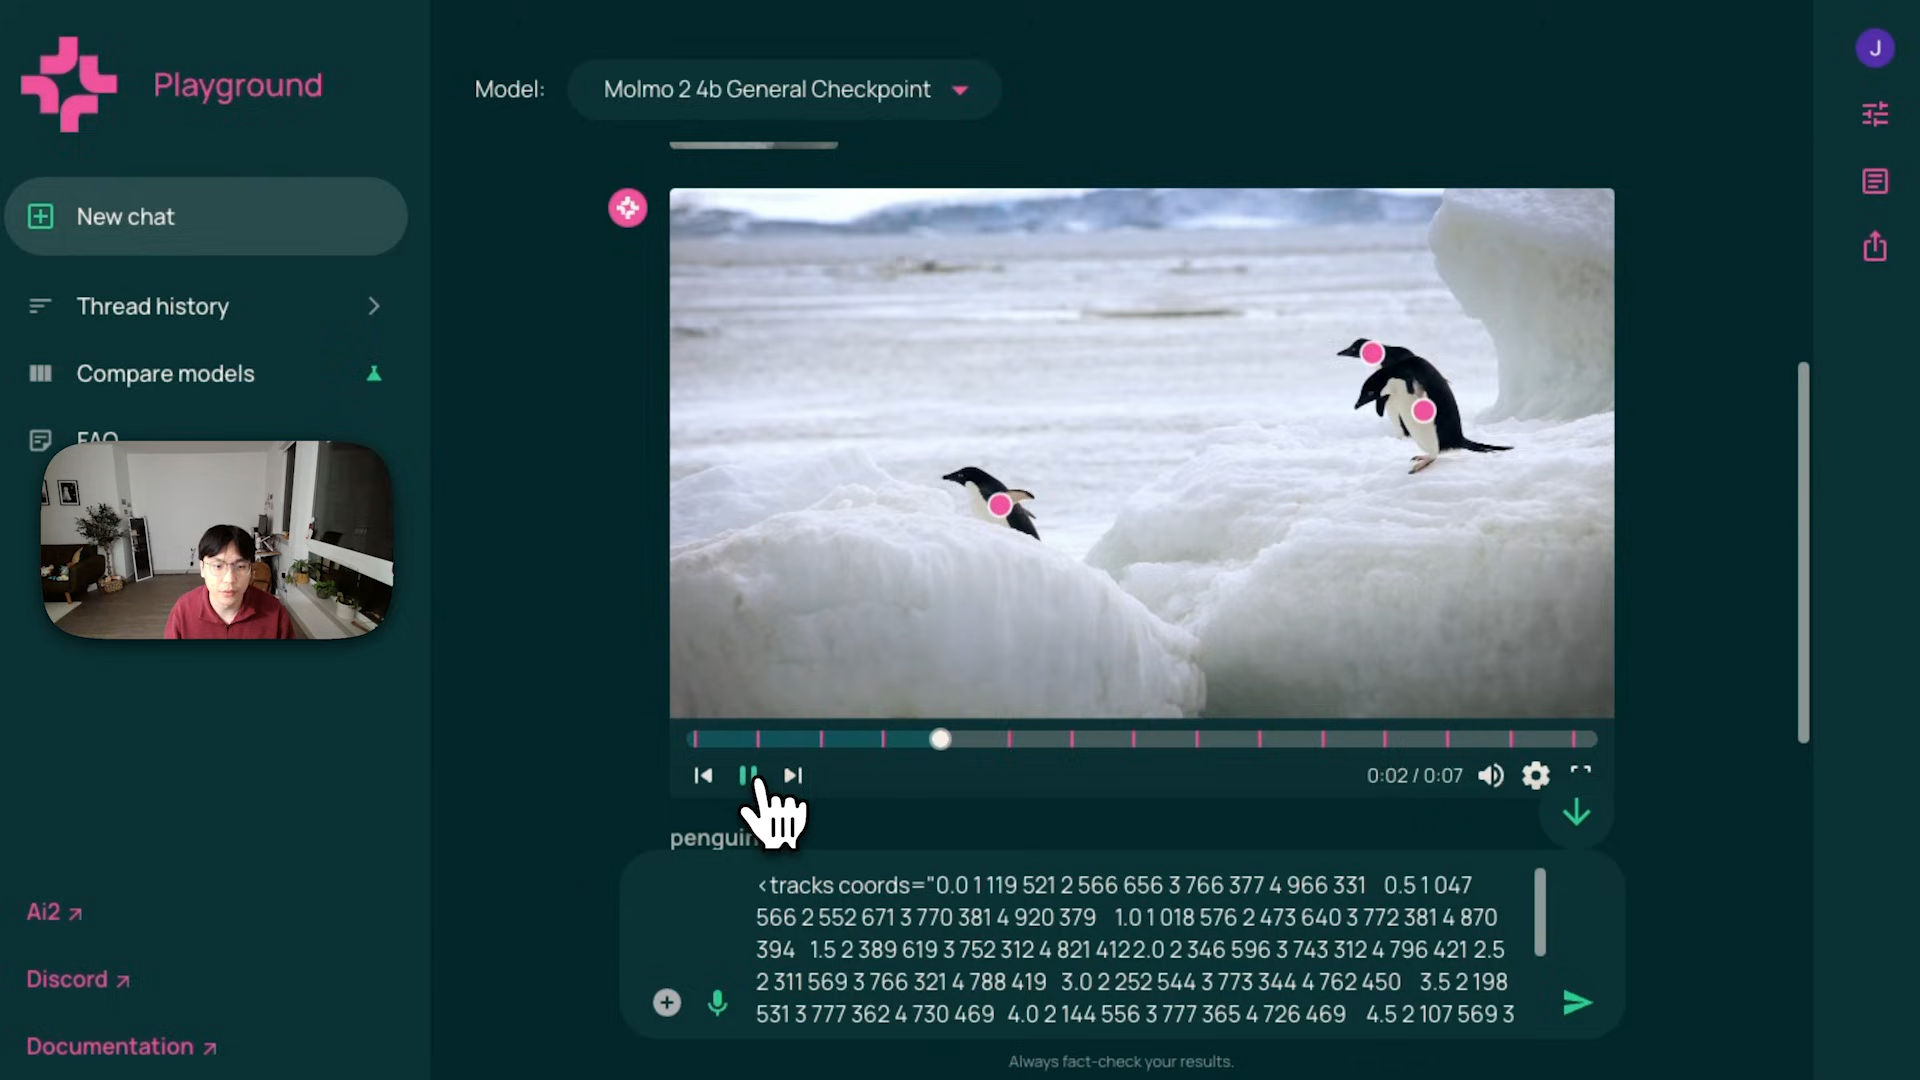 Playground
Model:
Molmo 2 4b General Checkpoint
J
New chat
Thread history
Compare models
FAQ
0:02 / 0:07
penguin
<tracks coords="0.0 1 119 521 2 566 656 3 766 377 4 966 331 0.5 1 047
566 2 552 671 3 770 381 4 920 379 1.0 1 018 576 2 473 640 3 772 381 4 870
394 1.5 2 389 619 3 752 312 4 821 412 2.0 2 346 596 3 743 312 4 796 421 2.5
2 311 569 3 766 321 4 788 419 3.0 2 252 544 3 773 344 4 762 450 3.5 2 198
531 3 777 362 4 730 469 4.0 2 144 556 3 777 365 4 726 469 4.5 2 107 569 3
Ai2
Discord
Documentation
Always fact-check your results.